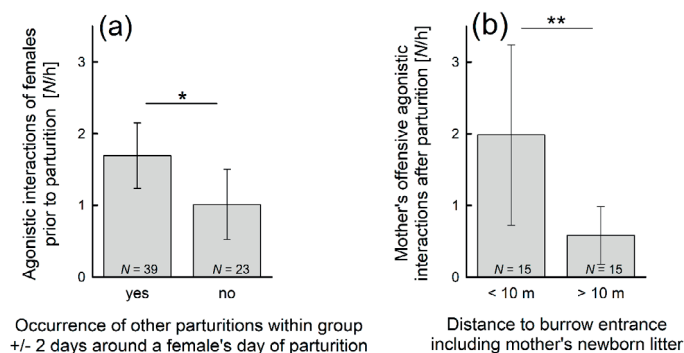 (a)
Agonistic interactions of females
prior to parturition [N/h]
3
2
1
0
*
N = 39
N = 23
yes
no
Occurrence of other parturitions within group
+/- 2 days around a female's day of parturition
(b)
Mother's offensive agonistic
interactions after parturition [N/h]
3
2
1
0
**
N = 15
N = 15
< 10 m
> 10 m
Distance to burrow entrance
including mother's newborn litter